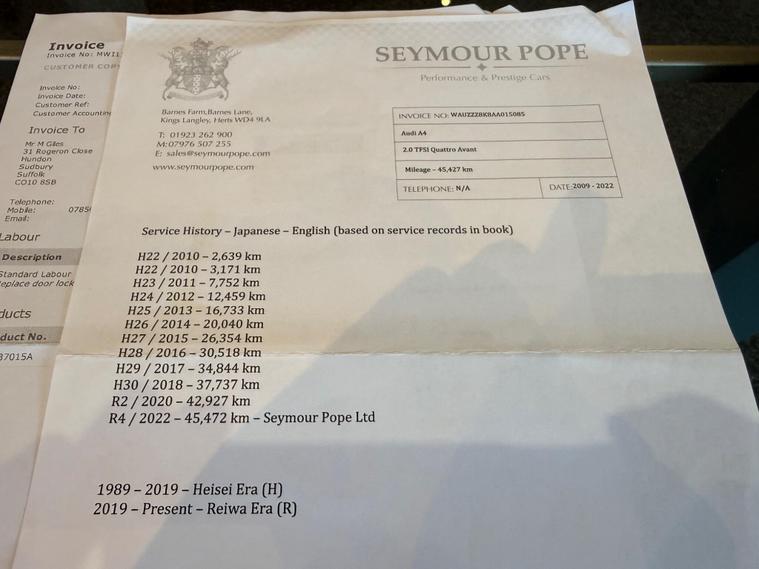 Invoice
Invoice No: MW11
CUSTOMER COPY
Invoice No:
Invoice Date:
Customer Ref:
Customer Accounting
Invoice To
Mr M Giles
31 Rogeron Close
Hundon
Sudbury
Suffolk
CO10 8SB
Telephone:
Mobile: 0785
Email:
Labour
Description
Standard Labour
eplace door lock
ducts
duct No.
37015A
SEYMOUR POPE
Performance & Prestige Cars
Barnes Farm,Barnes Lane,
Kings Langley, Herts WD4 9LA
T: 01923 262 900
M:07976 507 255
E: sales@seymourpope.com
www.seymourpope.com
INVOICE NO: WAUZZZ8K8AA015085
Audi A4
2.0 TFSI Quattro Avant
Mileage – 45,427 km
TELEPHONE: N/A DATE:2009 - 2022
Service History – Japanese – English (based on service records in book)
H22 / 2010 – 2,639 km
H22 / 2010 – 3,171 km
H23 / 2011 – 7,752 km
H24 / 2012 – 12,459 km
H25 / 2013 – 16,733 km
H26 / 2014 – 20,040 km
H27 / 2015 – 26,354 km
H28 / 2016 – 30,518 km
H29 / 2017 – 34,844 km
H30 / 2018 – 37,737 km
R2 / 2020 – 42,927 km
R4 / 2022 – 45,472 km – Seymour Pope Ltd
1989 – 2019 – Heisei Era (H)
2019 – Present – Reiwa Era (R)